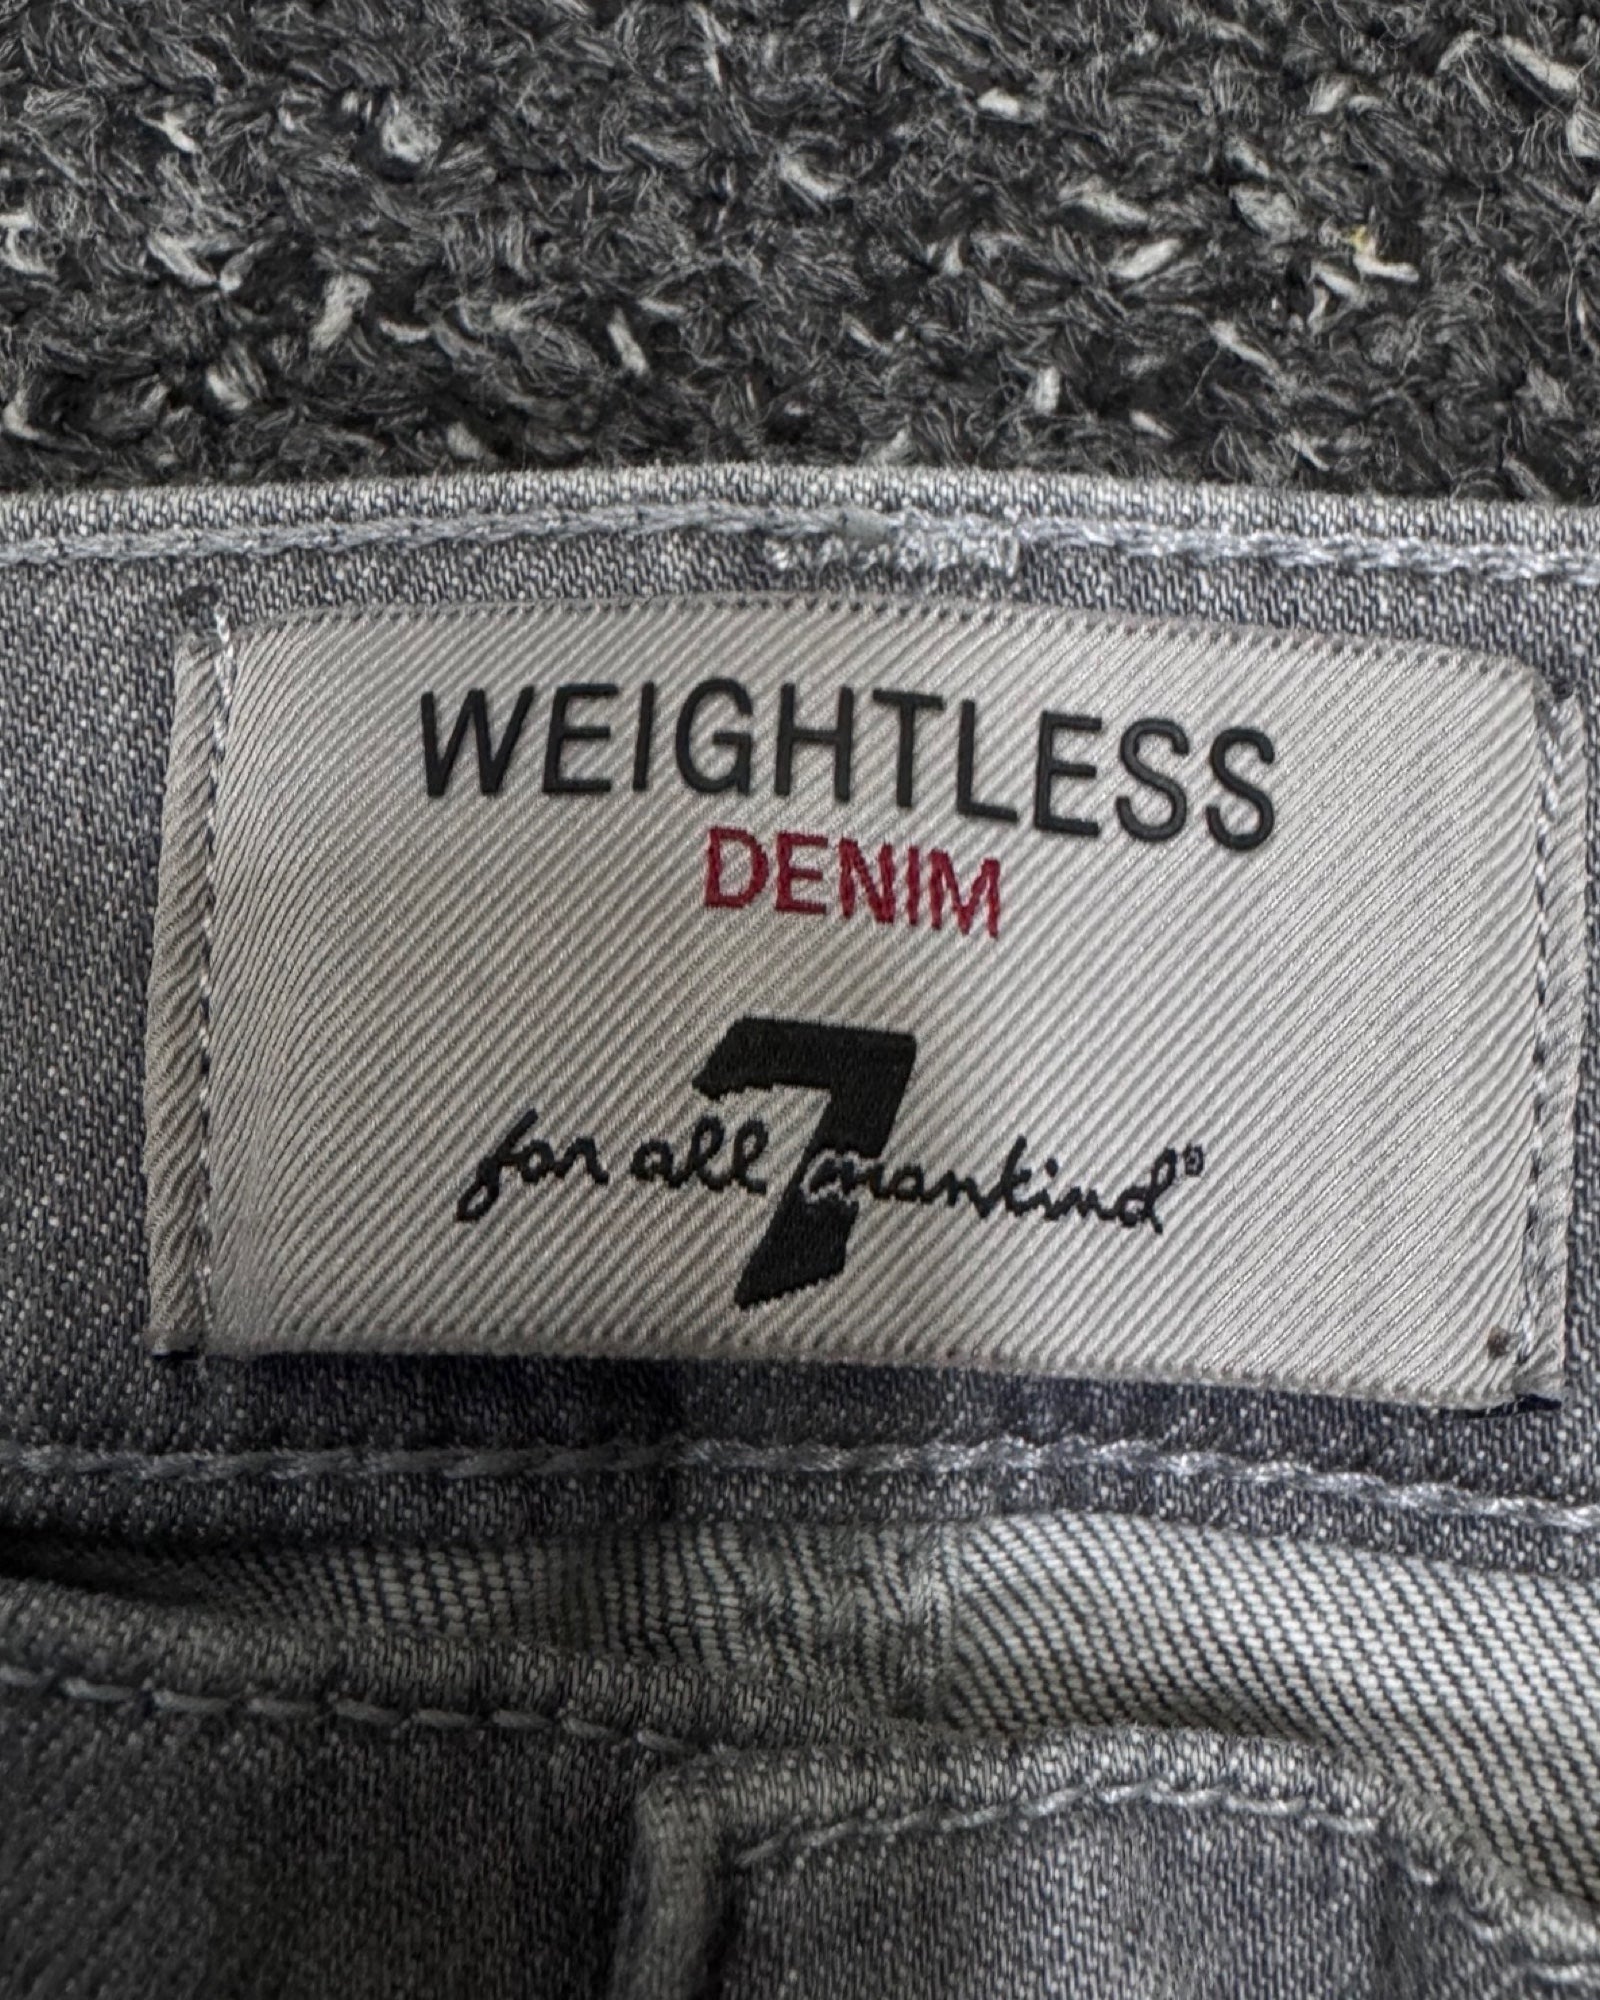 WEIGHTLESS
DENIM
7
for all mankind®